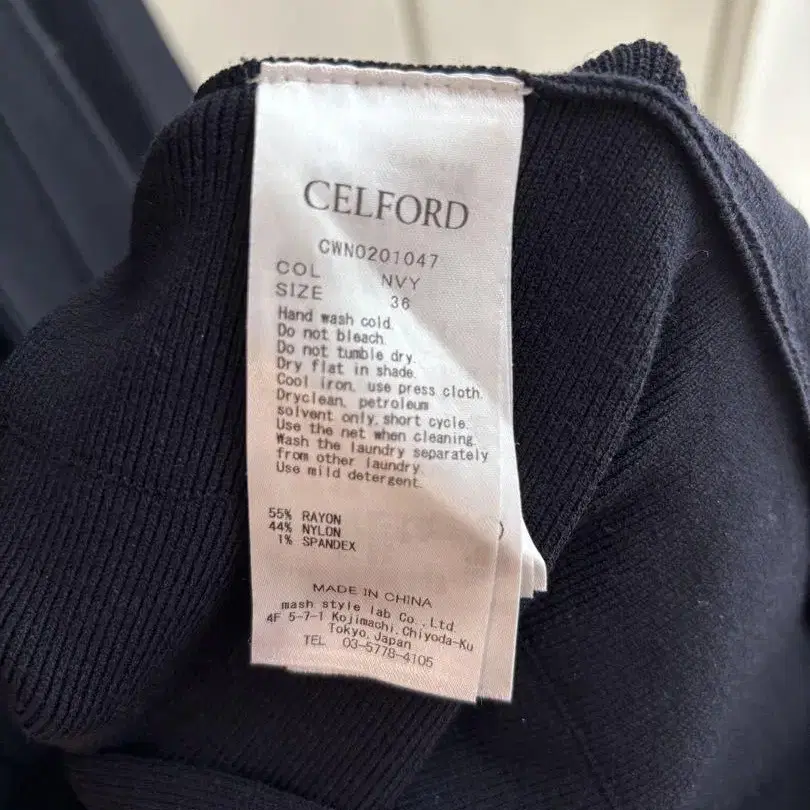 CELFORD
CWNO201047
COL NVY
SIZE 36
Hand wash cold.
Do not bleach.
Do not tumble dry.
Dry flat in shade.
Cool iron, use press cloth.
Dryclean, petroleum
solvent only, short cycle.
Use the net when cleaning.
Wash the laundry separately
from other laundry.
Use mild detergent.
55% RAYON
44% NYLON
1% SPANDEX
MADE IN CHINA
mash style lab Co.,Ltd.
4F 5-7-1 Kojimachi,Chiyoda-Ku
Tokyo,Japan
TEL 03-5778-4105